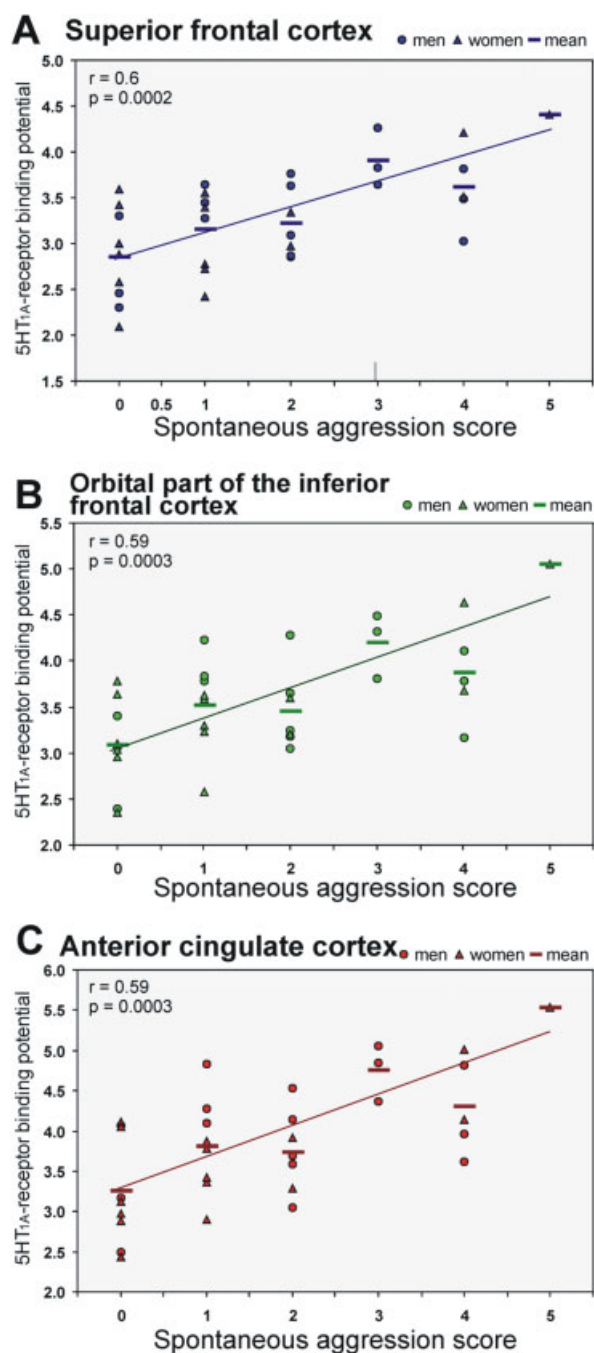 A Superior frontal cortex
men women mean
r = 0.6
p = 0.0002
5HT1A-receptor binding potential
5.0
4.5
4.0
3.5
3.0
2.5
2.0
1.5
0 0.5 1 2 3 4 5
Spontaneous aggression score
B Orbital part of the inferior
frontal cortex
men women mean
r = 0.59
p = 0.0003
5HT1A-receptor binding potential
5.5
5.0
4.5
4.0
3.5
3.0
2.5
2.0
0 1 2 3 4 5
Spontaneous aggression score
C Anterior cingulate cortex
men women mean
r = 0.59
p = 0.0003
5HT1A-receptor binding potential
6.0
5.5
5.0
4.5
4.0
3.5
3.0
2.5
2.0
0 1 2 3 4 5
Spontaneous aggression score